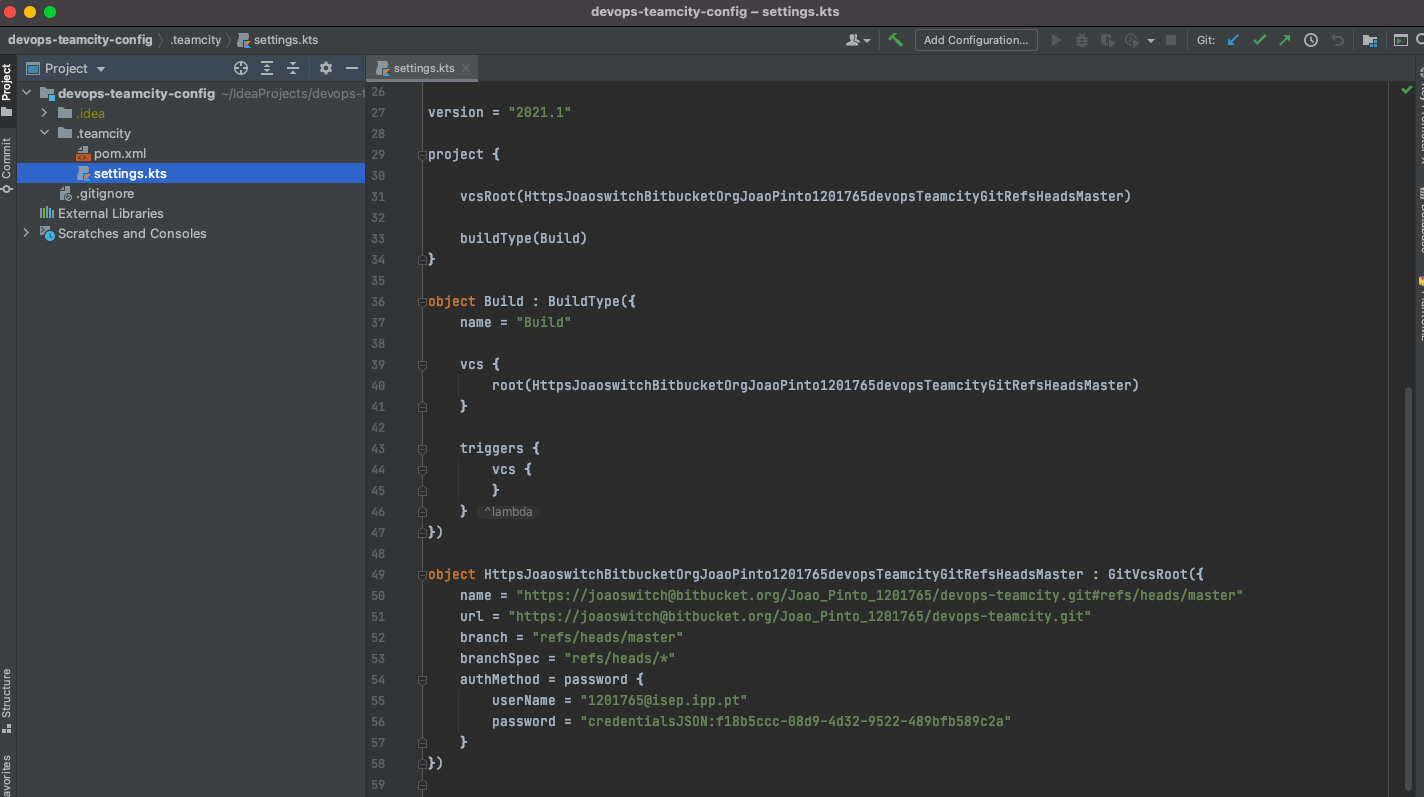 devops-teamcity-config – settings.kts
devops-teamcity-config
.teamcity
settings.kts
Add Configuration...
Git:
Project
Project
settings.kts
devops-teamcity-config ~/IdeaProjects/devops-t
.idea
.teamcity
pom.xml
settings.kts
.gitignore
External Libraries
Scratches and Consoles
Commit
Structure
avorites
26
27 version = "2021.1"
28
29 project {
30
31 vcsRoot(HttpsJoaoswitchBitbucketOrgJoaoPinto1201765devopsTeamcityGitRefsHeadsMaster)
32
33 buildType(Build)
34 }
35
36 object Build : BuildType({
37 name = "Build"
38
39 vcs {
40 root(HttpsJoaoswitchBitbucketOrgJoaoPinto1201765devopsTeamcityGitRefsHeadsMaster)
41 }
42
43 triggers {
44 vcs {
45 }
46 } ^lambda
47 })
48
49 object HttpsJoaoswitchBitbucketOrgJoaoPinto1201765devopsTeamcityGitRefsHeadsMaster : GitVcsRoot({
50 name = "https://joaoswitch@bitbucket.org/Joao_Pinto_1201765/devops-teamcity.git#refs/heads/master"
51 url = "https://joaoswitch@bitbucket.org/Joao_Pinto_1201765/devops-teamcity.git"
52 branch = "refs/heads/master"
53 branchSpec = "refs/heads/*"
54 authMethod = password {
55 userName = "1201765@isep.ipp.pt"
56 password = "credentialsJSON:f18b5ccc-08d9-4d32-9522-489bfb589c2a"
57 }
58 })
59